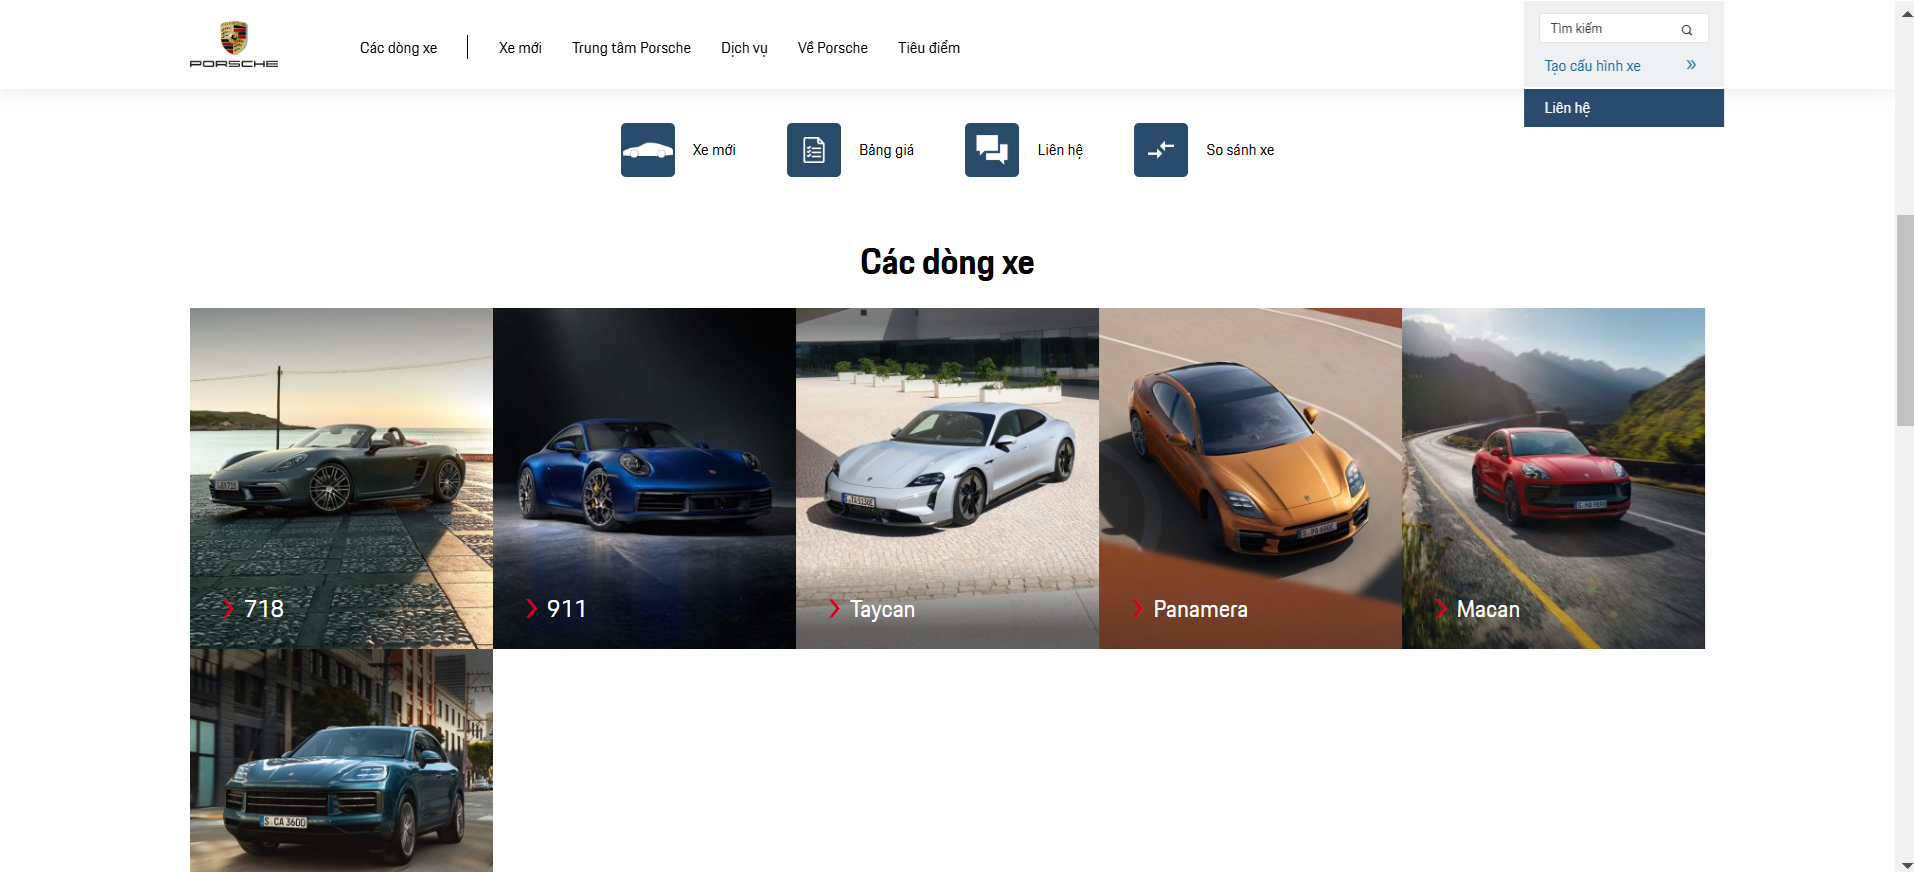 PORSCHE
Các dòng xe
Xe mới
Trung tâm Porsche
Dịch vụ
Về Porsche
Tiêu điểm
Tìm kiếm
Tạo cấu hình xe
Liên hệ
Xe mới
Bảng giá
Liên hệ
So sánh xe
Các dòng xe
718
911
Taycan
Panamera
Macan
S CA 3600